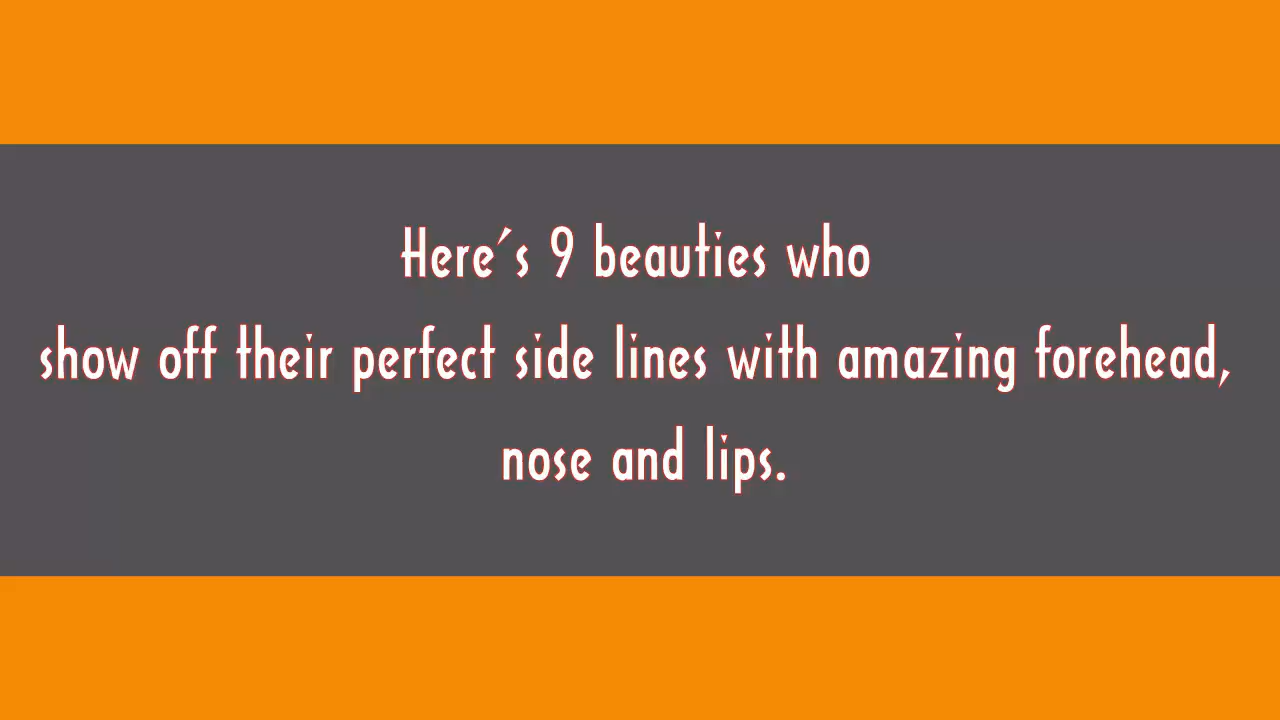 Here´s 9 beauties who
show off their perfect side lines with amazing forehead,
nose and lips.